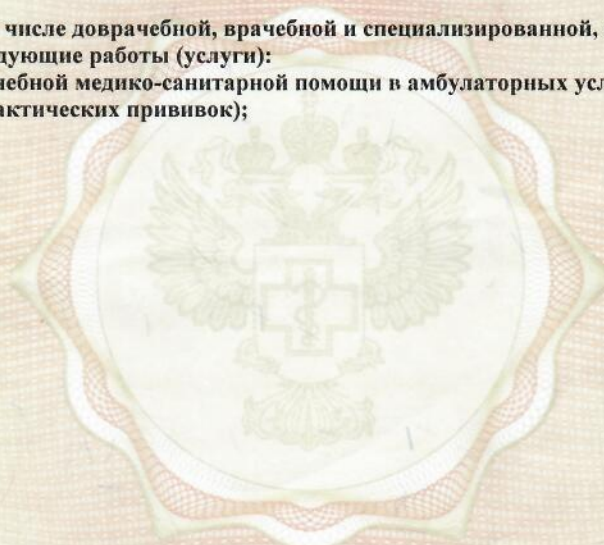 числе доврачебной, врачебной и специализированной,
дующие работы (услуги):
чебной медико-санитарной помощи в амбулаторных усл
актических прививок);